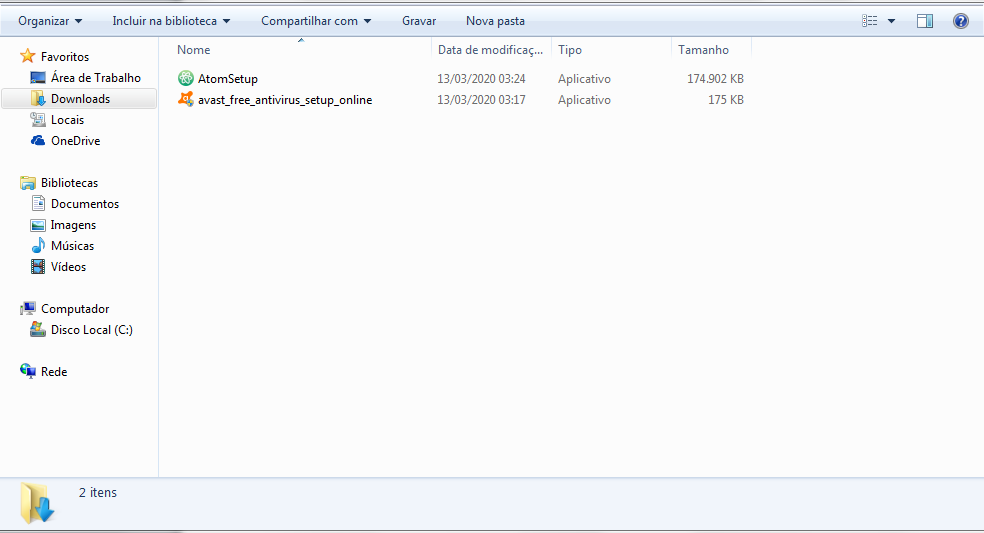 Organizar Incluir na biblioteca Compartilhar com Gravar Nova pasta
Favoritos
Área de Trabalho
Downloads
Locais
OneDrive
Bibliotecas
Documentos
Imagens
Músicas
Vídeos
Computador
Disco Local (C:)
Rede
Nome Data de modificaç... Tipo Tamanho
AtomSetup 13/03/2020 03:24 Aplicativo 174.902 KB
avast_free_antivirus_setup_online 13/03/2020 03:17 Aplicativo 175 KB
2 itens